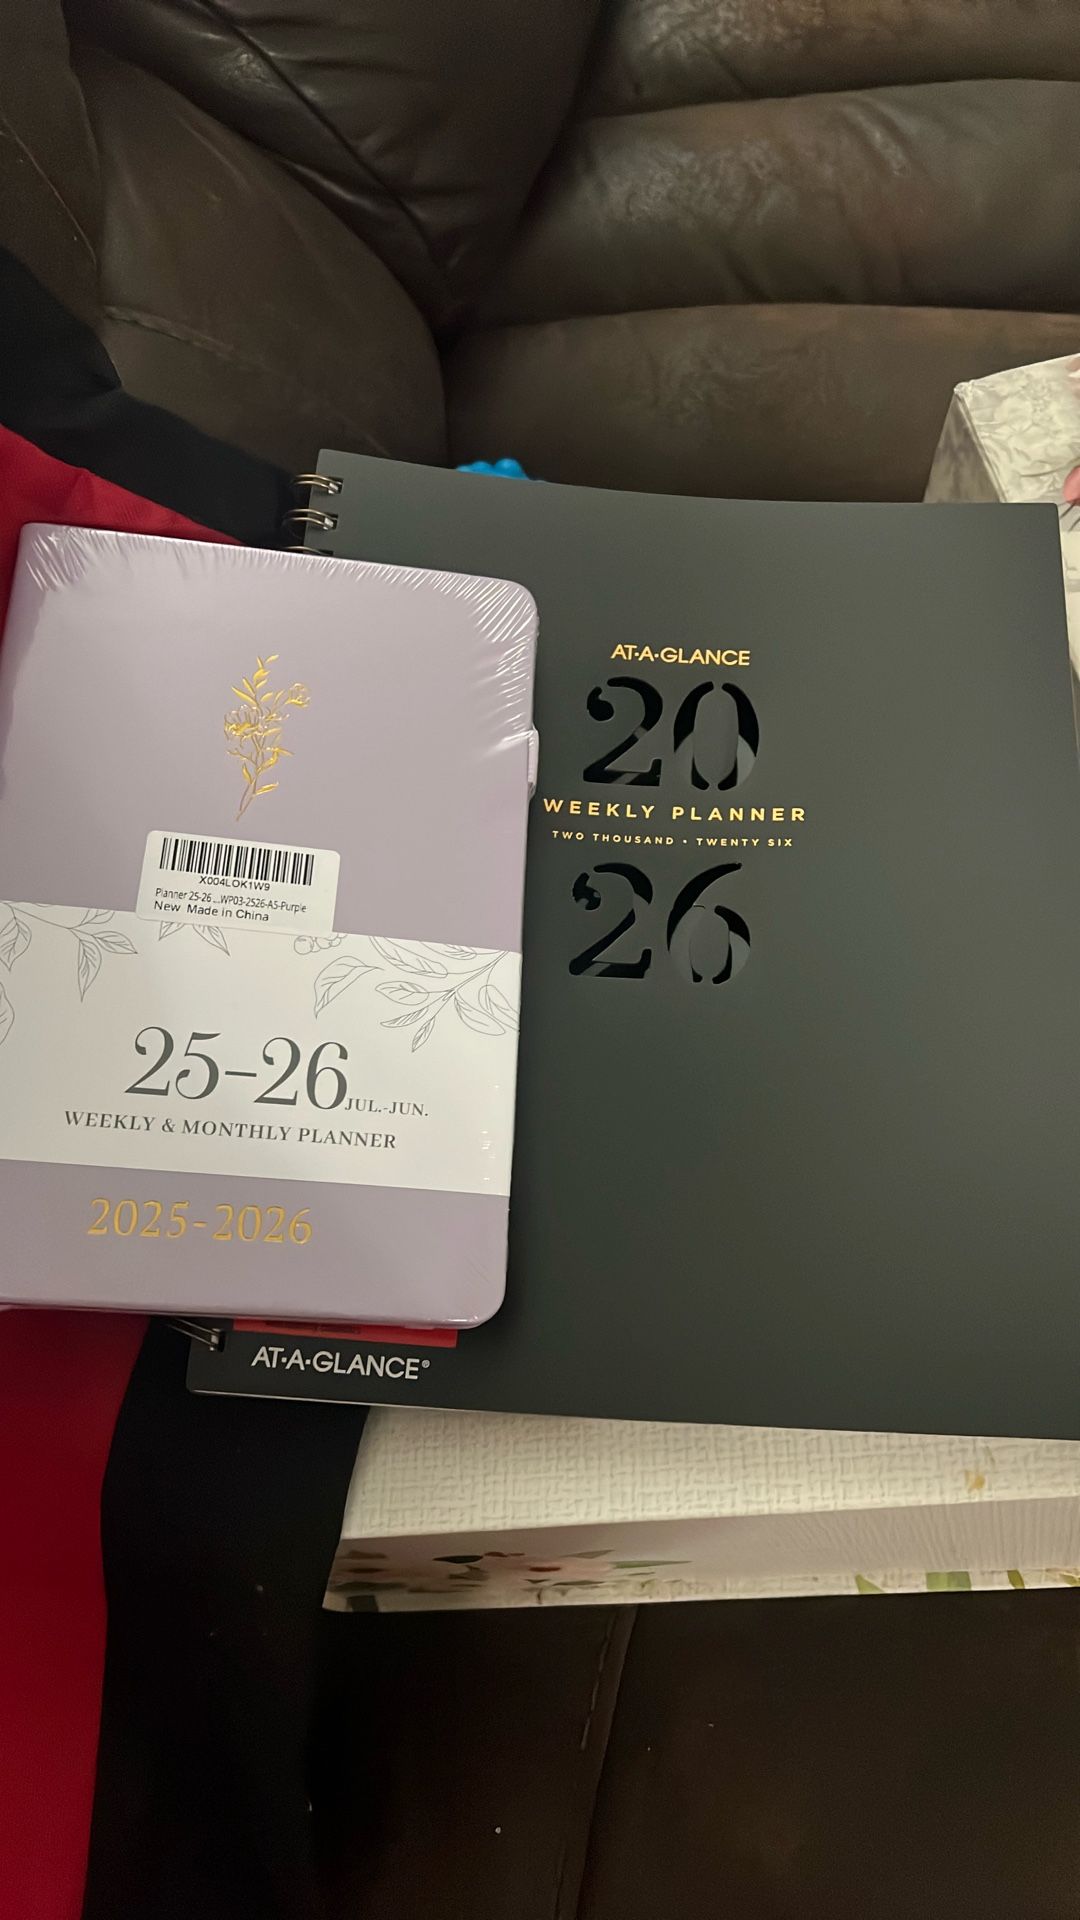 AT-A-GLANCE
20
WEEKLY PLANNER
TWO THOUSAND • TWENTY SIX
26
X004LOK1W9
Planner 25-26 ...WP03-2526-A5-Purple
New Made in China
25-26 JUL.-JUN.
WEEKLY & MONTHLY PLANNER
2025-2026
AT-A-GLANCE®